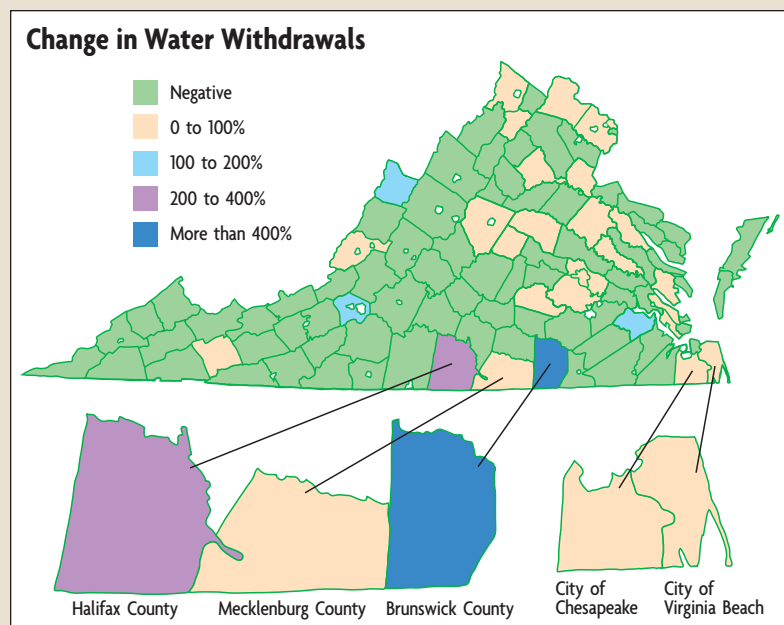 Change in Water Withdrawals
Negative
0 to 100%
100 to 200%
200 to 400%
More than 400%
Halifax County
Mecklenburg County
Brunswick County
City of
Chesapeake
City of
Virginia Beach